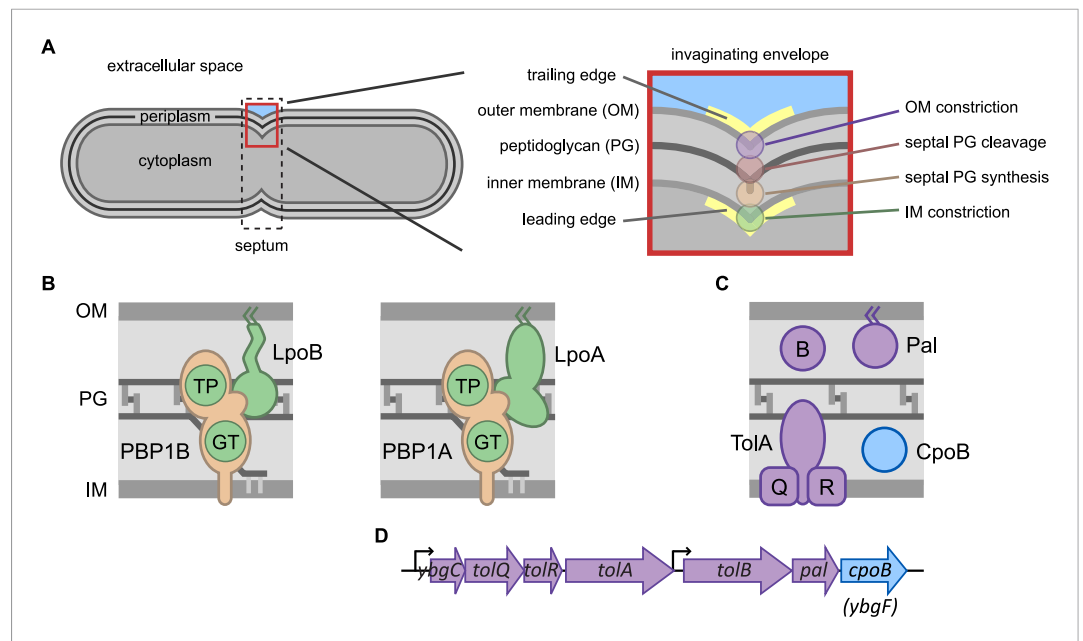 A
extracellular space
periplasm
cytoplasm
septum
invaginating envelope
trailing edge
outer membrane (OM)
peptidoglycan (PG)
inner membrane (IM)
leading edge
OM constriction
septal PG cleavage
septal PG synthesis
IM constriction
B
OM
PG
IM
LpoB
TP
GT
PBP1B
LpoA
TP
GT
PBP1A
C
B
Pal
TolA
Q
R
CpoB
D
ybgC tolQ tolR tolA tolB pal cpoB
(ybgF)